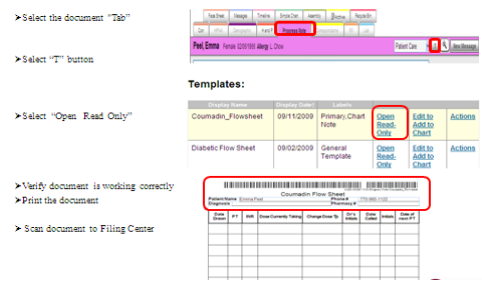 ➢Select the document "Tab"
Face Sheet Message Timeline Simple Chart Assembly
Progress Note
Peel, Emma Female 02/08/1955 Allergy L. Chow Patient Care New Message
➢Select "T" button
Templates:
Display Name Display Date Labels
➢Select "Open Read Only"
Coumadin_Flowsheet 09/11/2009 Primary,Chart Note Open Read-Only Edit to Add to Chart Actions
Diabetic Flow Sheet 09/02/2009 General Template Open Read-Only Edit to Add to Chart Actions
➢Verify document is working correctly
➢Print the document
➢ Scan document to Filing Center
Coumadin Flow Sheet
Patient Name Emma Peel Phone#
Diagnosis Pharmacy#
Date Drawn PT INR Dose Currently Taking Change Dose To Dr's Initials Date Called Initials Date of next PT